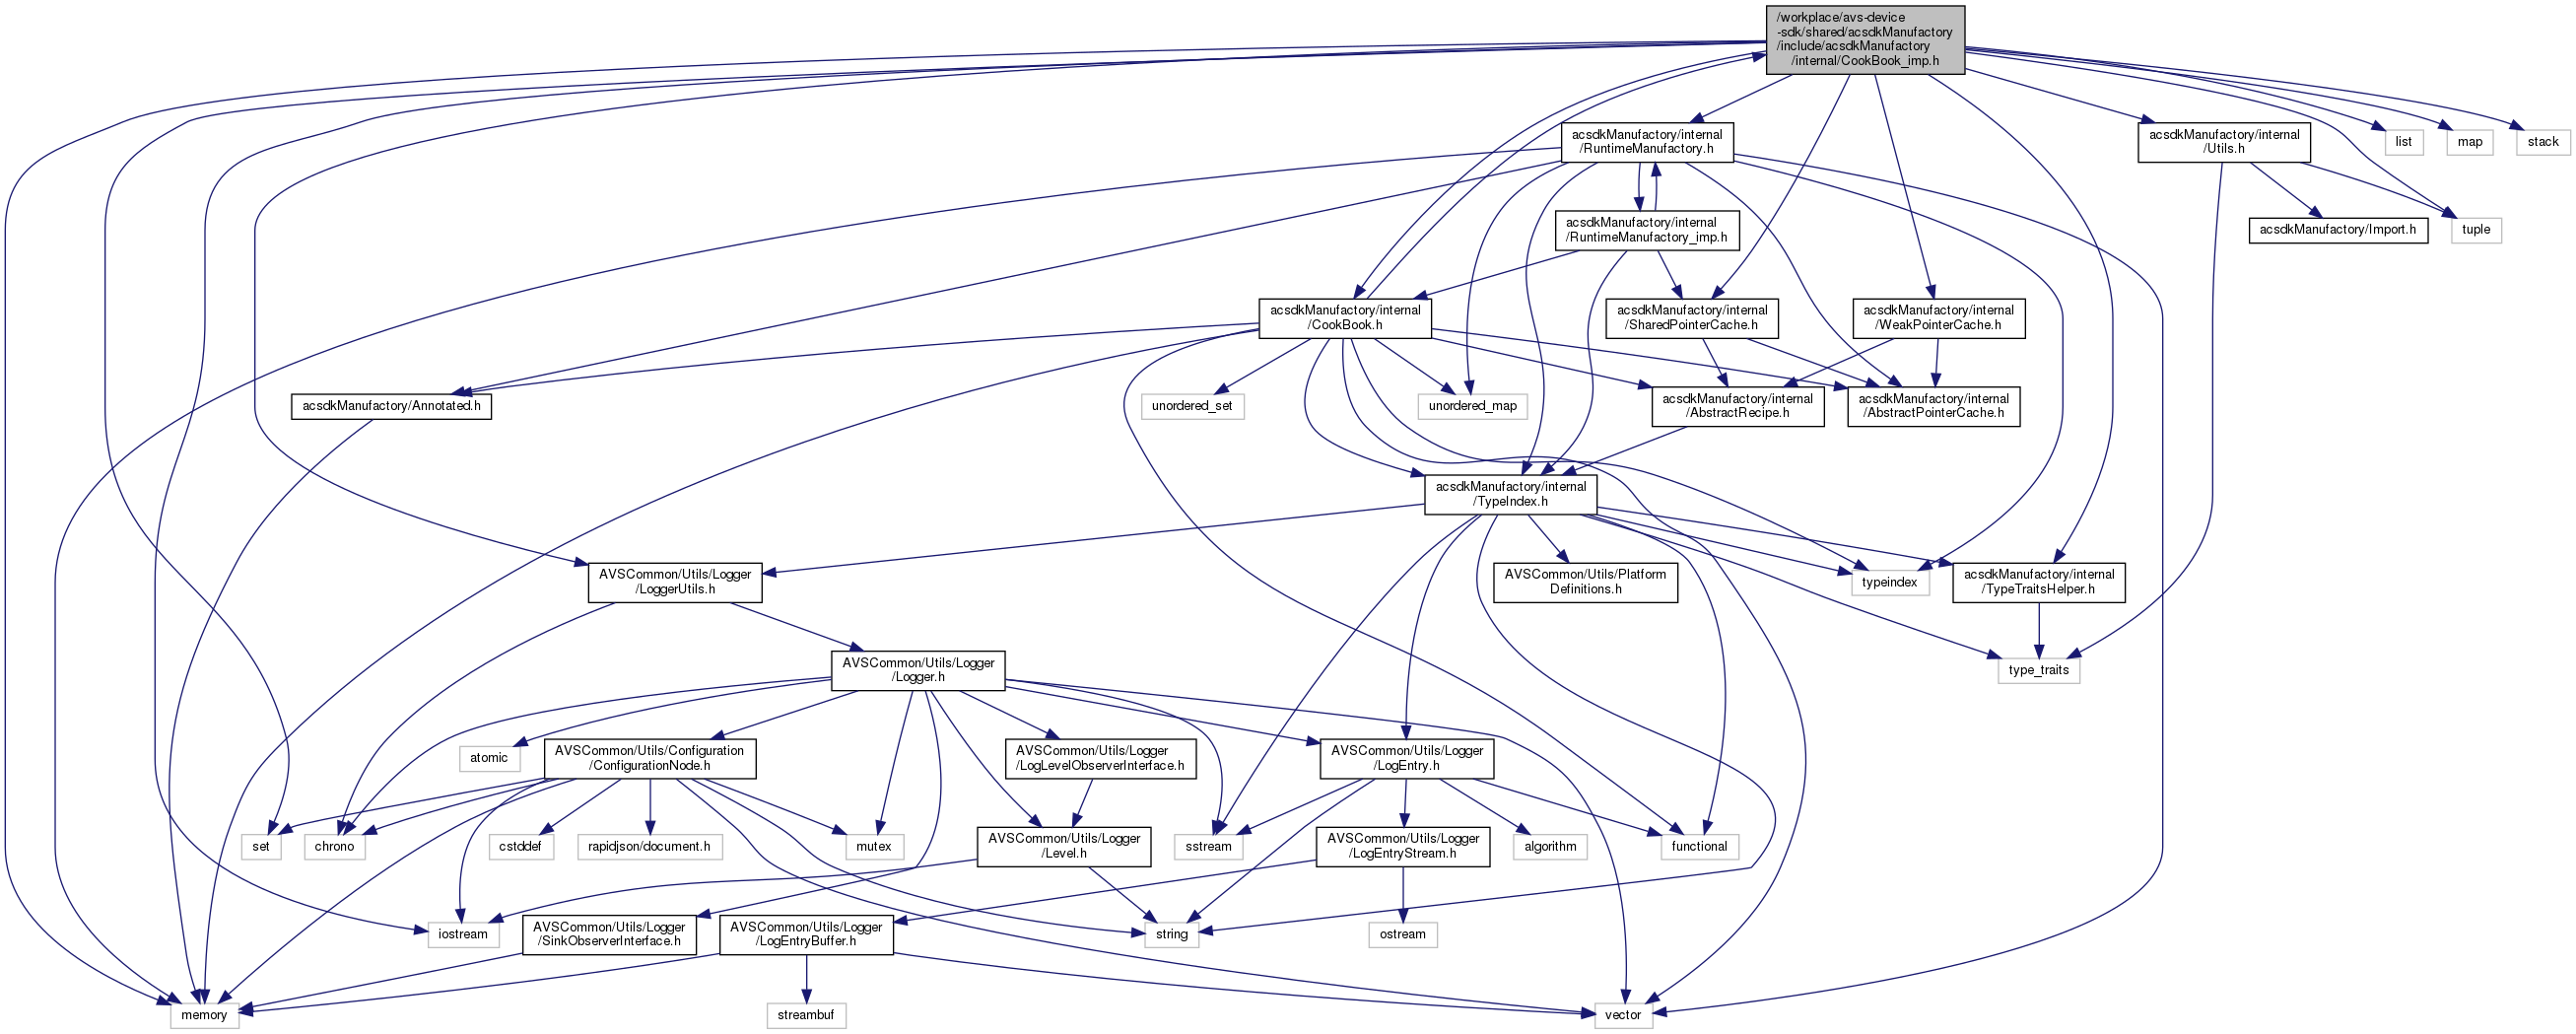 /workplace/avs-device
-sdk/shared/acsdkManufactory
/include/acsdkManufactory
/internal/CookBook_imp.h
acsdkManufactory/internal
/RuntimeManufactory.h
acsdkManufactory/internal
/Utils.h
list
map
stack
acsdkManufactory/internal
/RuntimeManufactory_imp.h
acsdkManufactory/Import.h
tuple
acsdkManufactory/internal
/CookBook.h
acsdkManufactory/internal
/SharedPointerCache.h
acsdkManufactory/internal
/WeakPointerCache.h
acsdkManufactory/Annotated.h
unordered_set
unordered_map
acsdkManufactory/internal
/AbstractRecipe.h
acsdkManufactory/internal
/AbstractPointerCache.h
acsdkManufactory/internal
/TypeIndex.h
AVSCommon/Utils/Logger
/LoggerUtils.h
AVSCommon/Utils/Platform
Definitions.h
typeindex
acsdkManufactory/internal
/TypeTraitsHelper.h
AVSCommon/Utils/Logger
/Logger.h
type_traits
atomic
AVSCommon/Utils/Configuration
/ConfigurationNode.h
AVSCommon/Utils/Logger
/LogLevelObserverInterface.h
AVSCommon/Utils/Logger
/LogEntry.h
set
chrono
cstddef
rapidjson/document.h
mutex
AVSCommon/Utils/Logger
/Level.h
sstream
AVSCommon/Utils/Logger
/LogEntryStream.h
algorithm
functional
iostream
AVSCommon/Utils/Logger
/SinkObserverInterface.h
AVSCommon/Utils/Logger
/LogEntryBuffer.h
string
ostream
memory
streambuf
vector